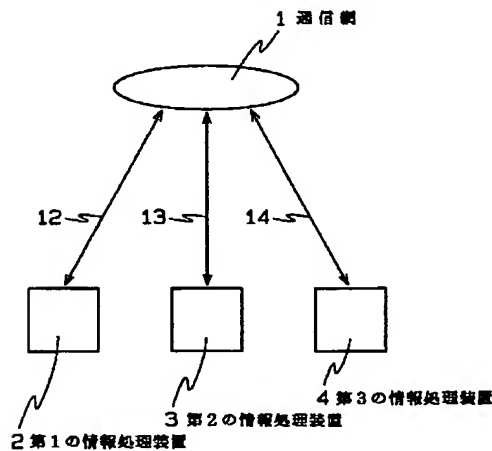 1 通信網
12
13
14
4 第3の情報処理装置
3 第2の情報処理装置
2 第1の情報処理装置